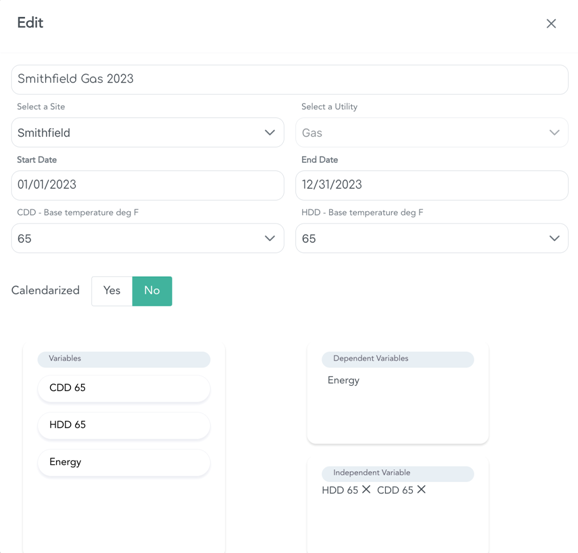 Edit
Smithfield Gas 2023
Select a Site
Select a Utility
Smithfield
Gas
Start Date
End Date
01/01/2023
12/31/2023
CDD - Base temperature deg F
HDD - Base temperature deg F
65
65
Calendarized Yes No
Variables
CDD 65
HDD 65
Energy
Dependent Variables
Energy
Independent Variable
HDD 65 CDD 65